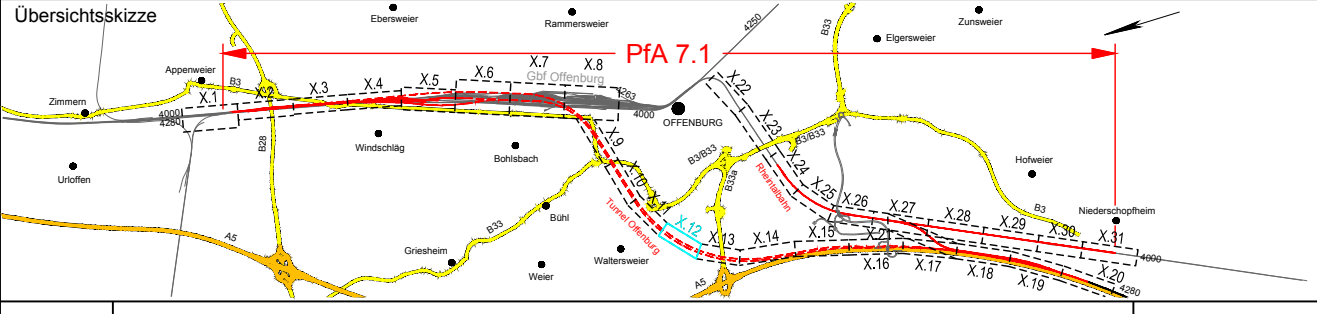 Übersichtsskizze
Ebersweier
Rammersweier
4250
B33
Zunsweier
Elgersweier
PfA 7.1
Appenweier
B3
Zimmern
X.1
X.2
X.3
X.4
X.5
X.6
X.7
X.8
Gbf Offenburg
4263
4000
4280
4000
OFFENBURG
X.22
B28
Windschläg
Bohlsbach
X.9
B3/B33
X.23
B3/B33
Urloffen
X.10
B33a
X.24
Rheintalbahn
Hofweier
X.25
X.11
Tunnel Offenburg
Bühl
B33
X.26
X.27
X.28
X.29
X.30
X.31
B3
Niederschopfheim
4000
A5
Griesheim
Weier
Waltersweier
X.12
X.13
X.14
X.15
X.21
X.16
X.17
X.18
X.19
X.20
A5
4280